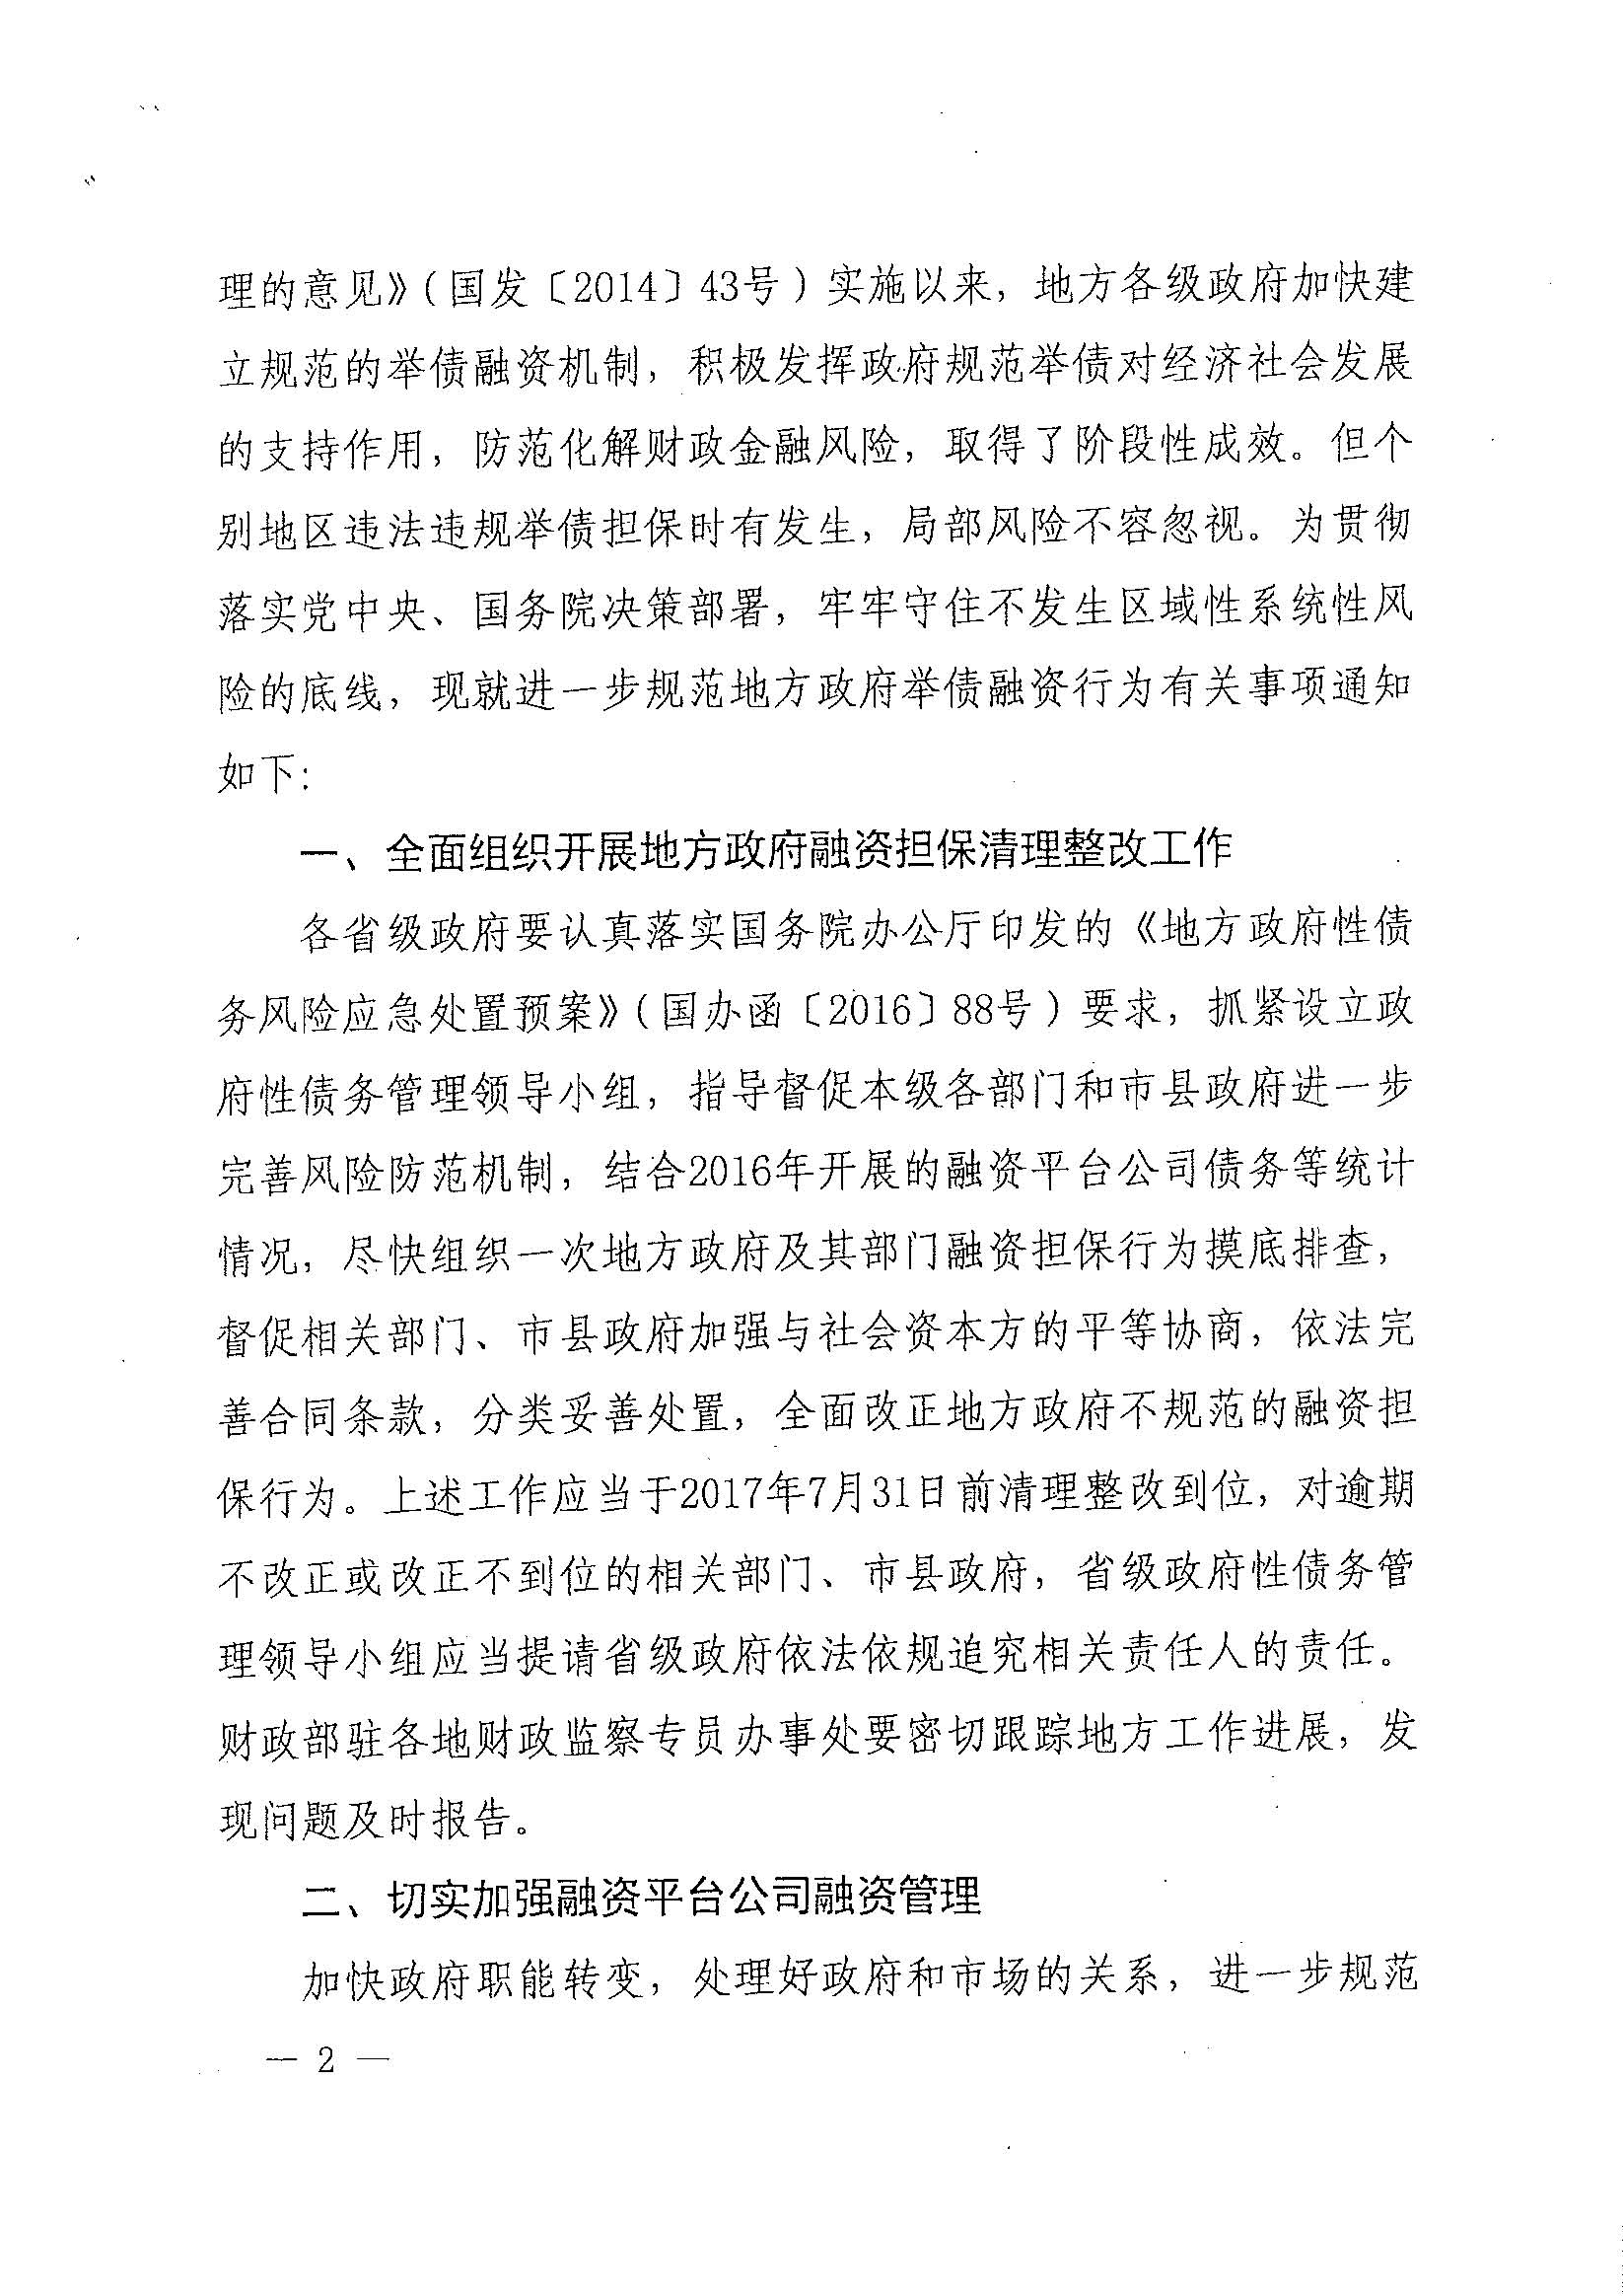 理的意见》（国发〔2014〕43号）实施以来，地方各级政府加快建
立规范的举债融资机制，积极发挥政府规范举债对经济社会发展
的支持作用，防范化解财政金融风险，取得了阶段性成效。但个
别地区违法违规举债担保时有发生，局部风险不容忽视。为贯彻
落实党中央、国务院决策部署，牢牢守住不发生区域性系统性风
险的底线，现就进一步规范地方政府举债融资行为有关事项通知
如下：
一、全面组织开展地方政府融资担保清理整改工作
各省级政府要认真落实国务院办公厅印发的《地方政府性债
务风险应急处置预案》（国办函〔2016〕88号）要求，抓紧设立政
府性债务管理领导小组，指导督促本级各部门和市县政府进一步
完善风险防范机制，结合2016年开展的融资平台公司债务等统计
情况，尽快组织一次地方政府及其部门融资担保行为摸底排查，
督促相关部门、市县政府加强与社会资本方的平等协商，依法完
善合同条款，分类妥善处置，全面改正地方政府不规范的融资担
保行为。上述工作应当于2017年7月31日前清理整改到位，对逾期
不改正或改正不到位的相关部门、市县政府，省级政府性债务管
理领导小组应当提请省级政府依法依规追究相关责任人的责任。
财政部驻各地财政监察专员办事处要密切跟踪地方工作进展，发
现问题及时报告。
二、切实加强融资平台公司融资管理
加快政府职能转变，处理好政府和市场的关系，进一步规范
— 2 —